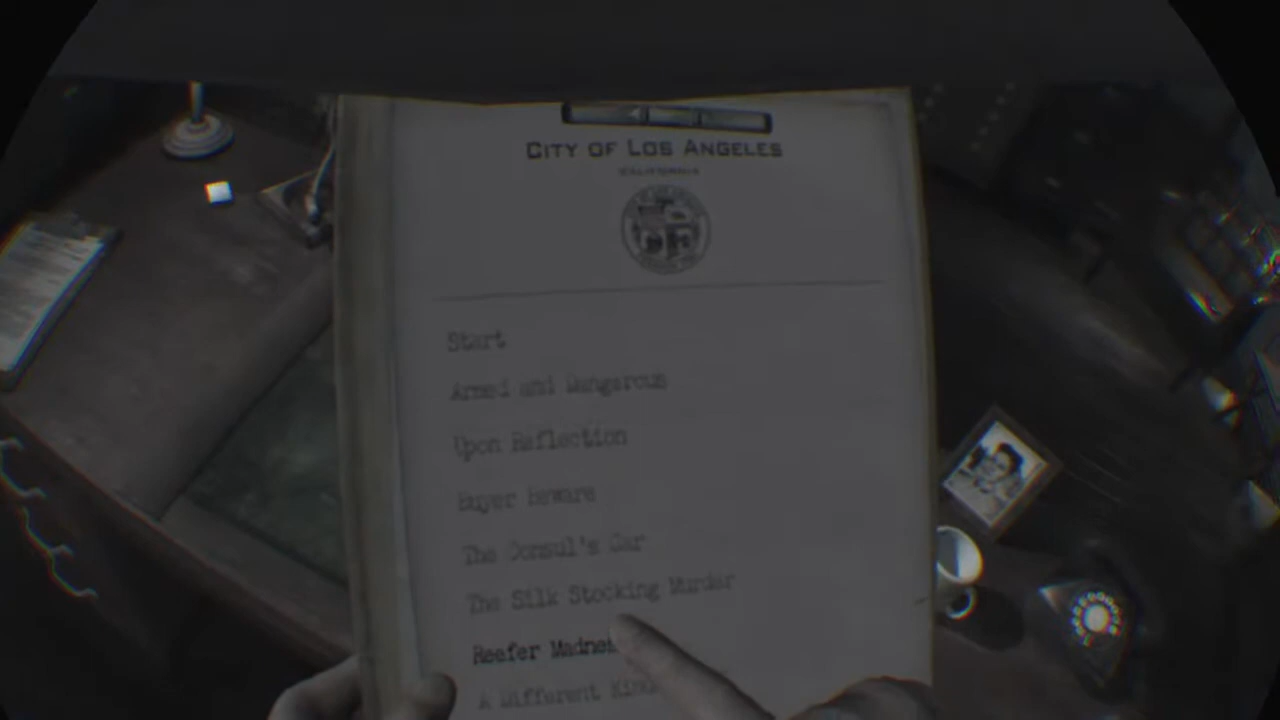 CITY OF LOS ANGELES
CALIFORNIA
Start
Armed and Dangerous
Upon Reflection
Buyer Beware
The Consul's Car
The Silk Stocking Murder
Reefer Madness
A Different Kind